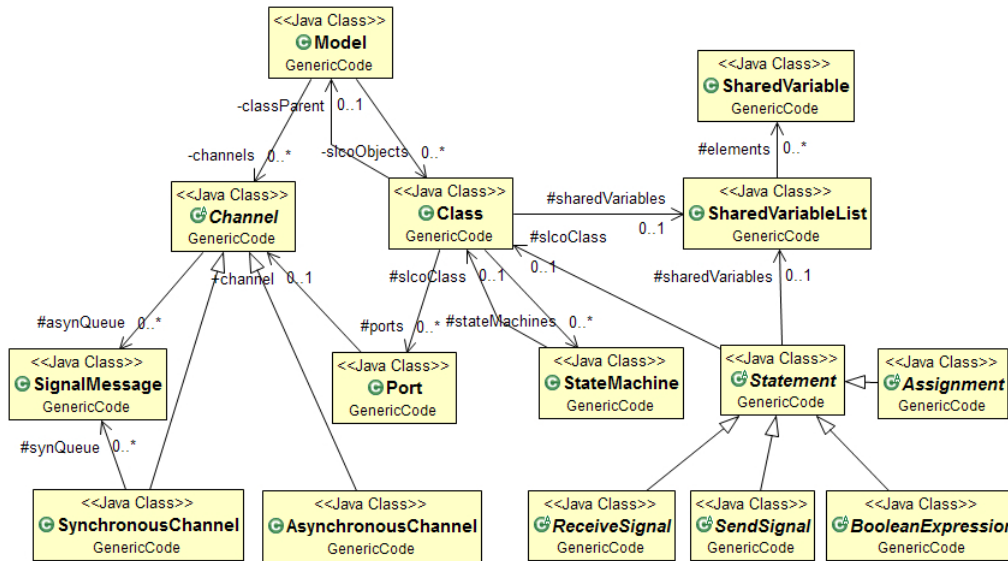 <<Java Class>>
Model
GenericCode
<<Java Class>>
SharedVariable
GenericCode
-classParent 0..1
-channels 0..*
-slcoObjects 0..*
#elements 0..*
<<Java Class>>
Channel
GenericCode
<<Java Class>>
Class
GenericCode
#sharedVariables
0..1
<<Java Class>>
SharedVariableList
GenericCode
#slcoClass
0..1
#sharedVariables 0..1
+channel 0..1
#slcoClass 0..1
#asynQueue 0..*
#ports 0..*
#stateMachines 0..*
<<Java Class>>
SignalMessage
GenericCode
<<Java Class>>
Port
GenericCode
<<Java Class>>
StateMachine
GenericCode
<<Java Class>>
Statement
GenericCode
<<Java Class>>
Assignment
GenericCode
#synQueue 0..*
<<Java Class>>
SynchronousChannel
GenericCode
<<Java Class>>
AsynchronousChannel
GenericCode
<<Java Class>>
ReceiveSignal
GenericCode
<<Java Class>>
SendSignal
GenericCode
<<Java Class>>
BooleanExpression
GenericCode